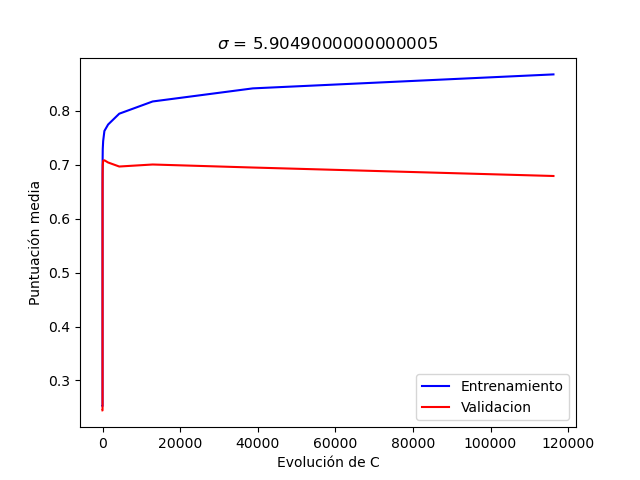 σ = 5.9049000000000005
Puntuación media
0.8
0.7
0.6
0.5
0.4
0.3
Entrenamiento
Validacion
0 20000 40000 60000 80000 100000 120000
Evolución de C